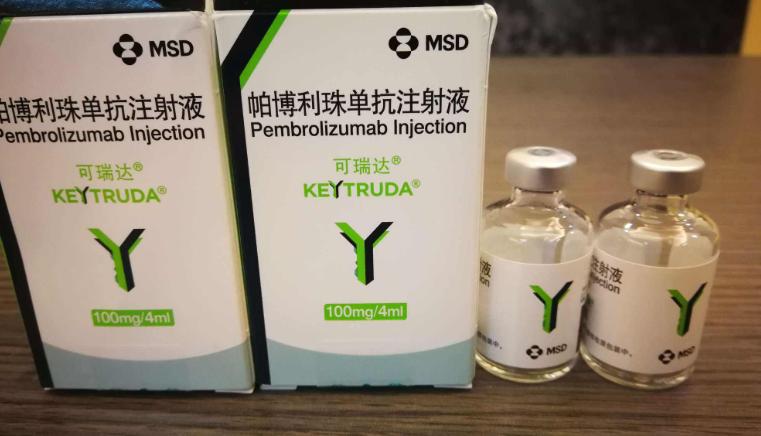 MSD
帕博利珠单抗注射液
Pembrolizumab Injection
可瑞达®
KEYTRUDA®
100mg/4ml
MSD
帕博利珠单抗注射液
Pembrolizumab Injection
可瑞达®
KEYTRUDA®
100mg/4ml
液
MSD
注射液
MSD